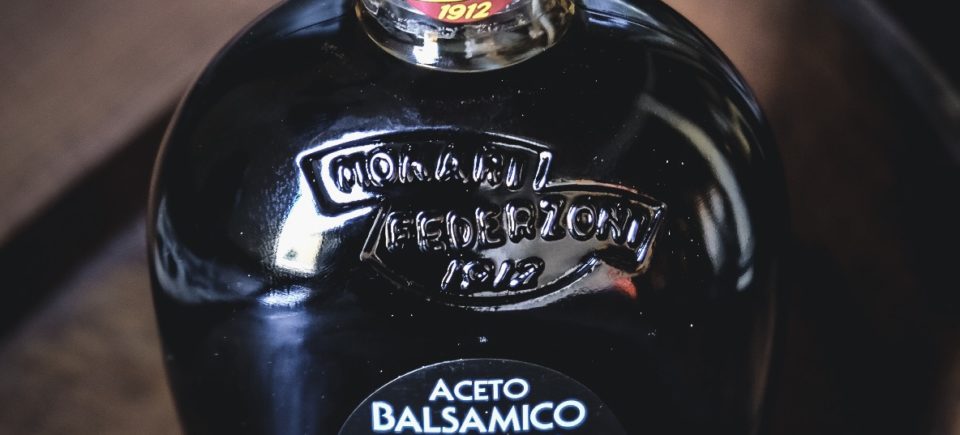 1912
MONARI
FEDERZONI
1912
ACETO
BALSAMICO